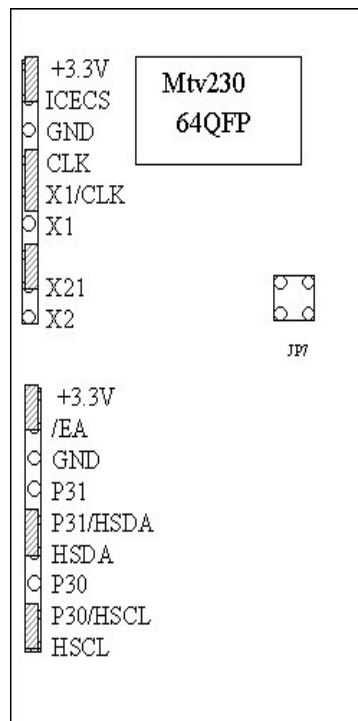 +3.3V
ICECS
GND
CLK
X1/CLK
X1
X21
X2
Mtv230
64QFP
JP7
+3.3V
/EA
GND
P31
P31/HSDA
HSDA
P30
P30/HSCL
HSCL